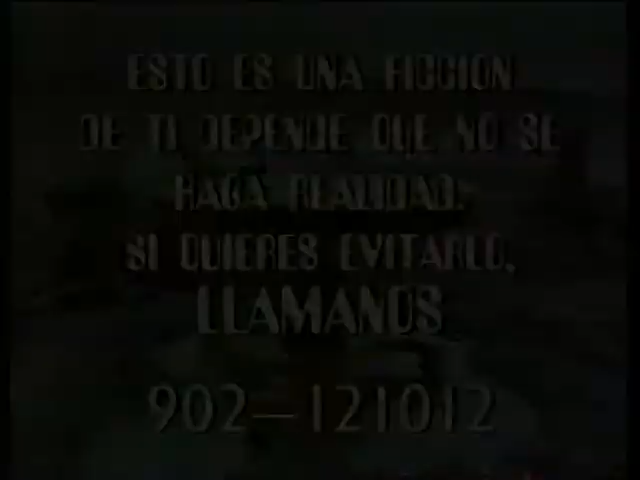 ESTO ES UNA FICCION
DE TI DEPENDE QUE NO SE
HAGA REALIDAD.
SI QUIERES EVITARLO,
LLAMANOS
902-121012